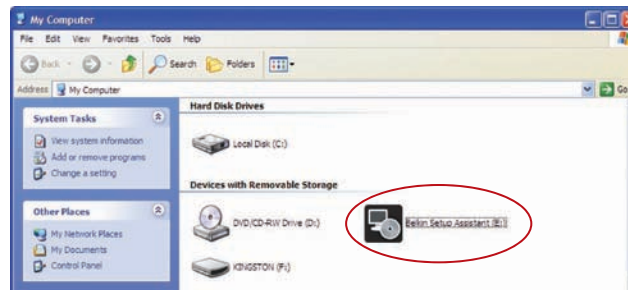 My Computer
File Edit View Favorites Tools Help
Back Search Folders
Address My Computer Go
System Tasks
View system information
Add or remove programs
Change a setting
Other Places
My Network Places
My Documents
Control Panel
Hard Disk Drives
Local Disk (C:)
Devices with Removable Storage
DVD/CD-RW Drive (D:)
Belkin Setup Assistant (E:)
KINGSTON (F:)